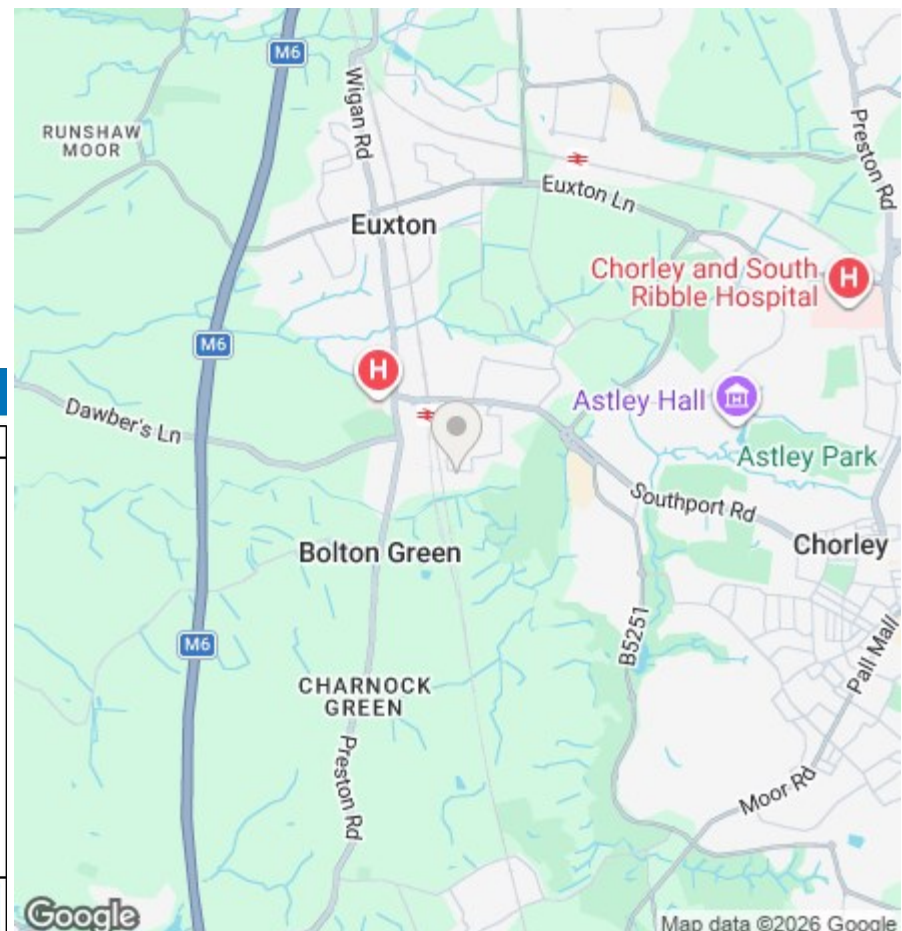 M6
Wigan Rd
RUNSHAW
MOOR
Preston Rd
Euxton Ln
Euxton
Chorley and South
Ribble Hospital
H
M6
H
Dawber's Ln
Astley Hall
Astley Park
Southport Rd
Bolton Green
Chorley
B5251
M6
Pall Mall
CHARNOCK
GREEN
Preston Rd
Moor Rd
Google
Map data ©2026 Google